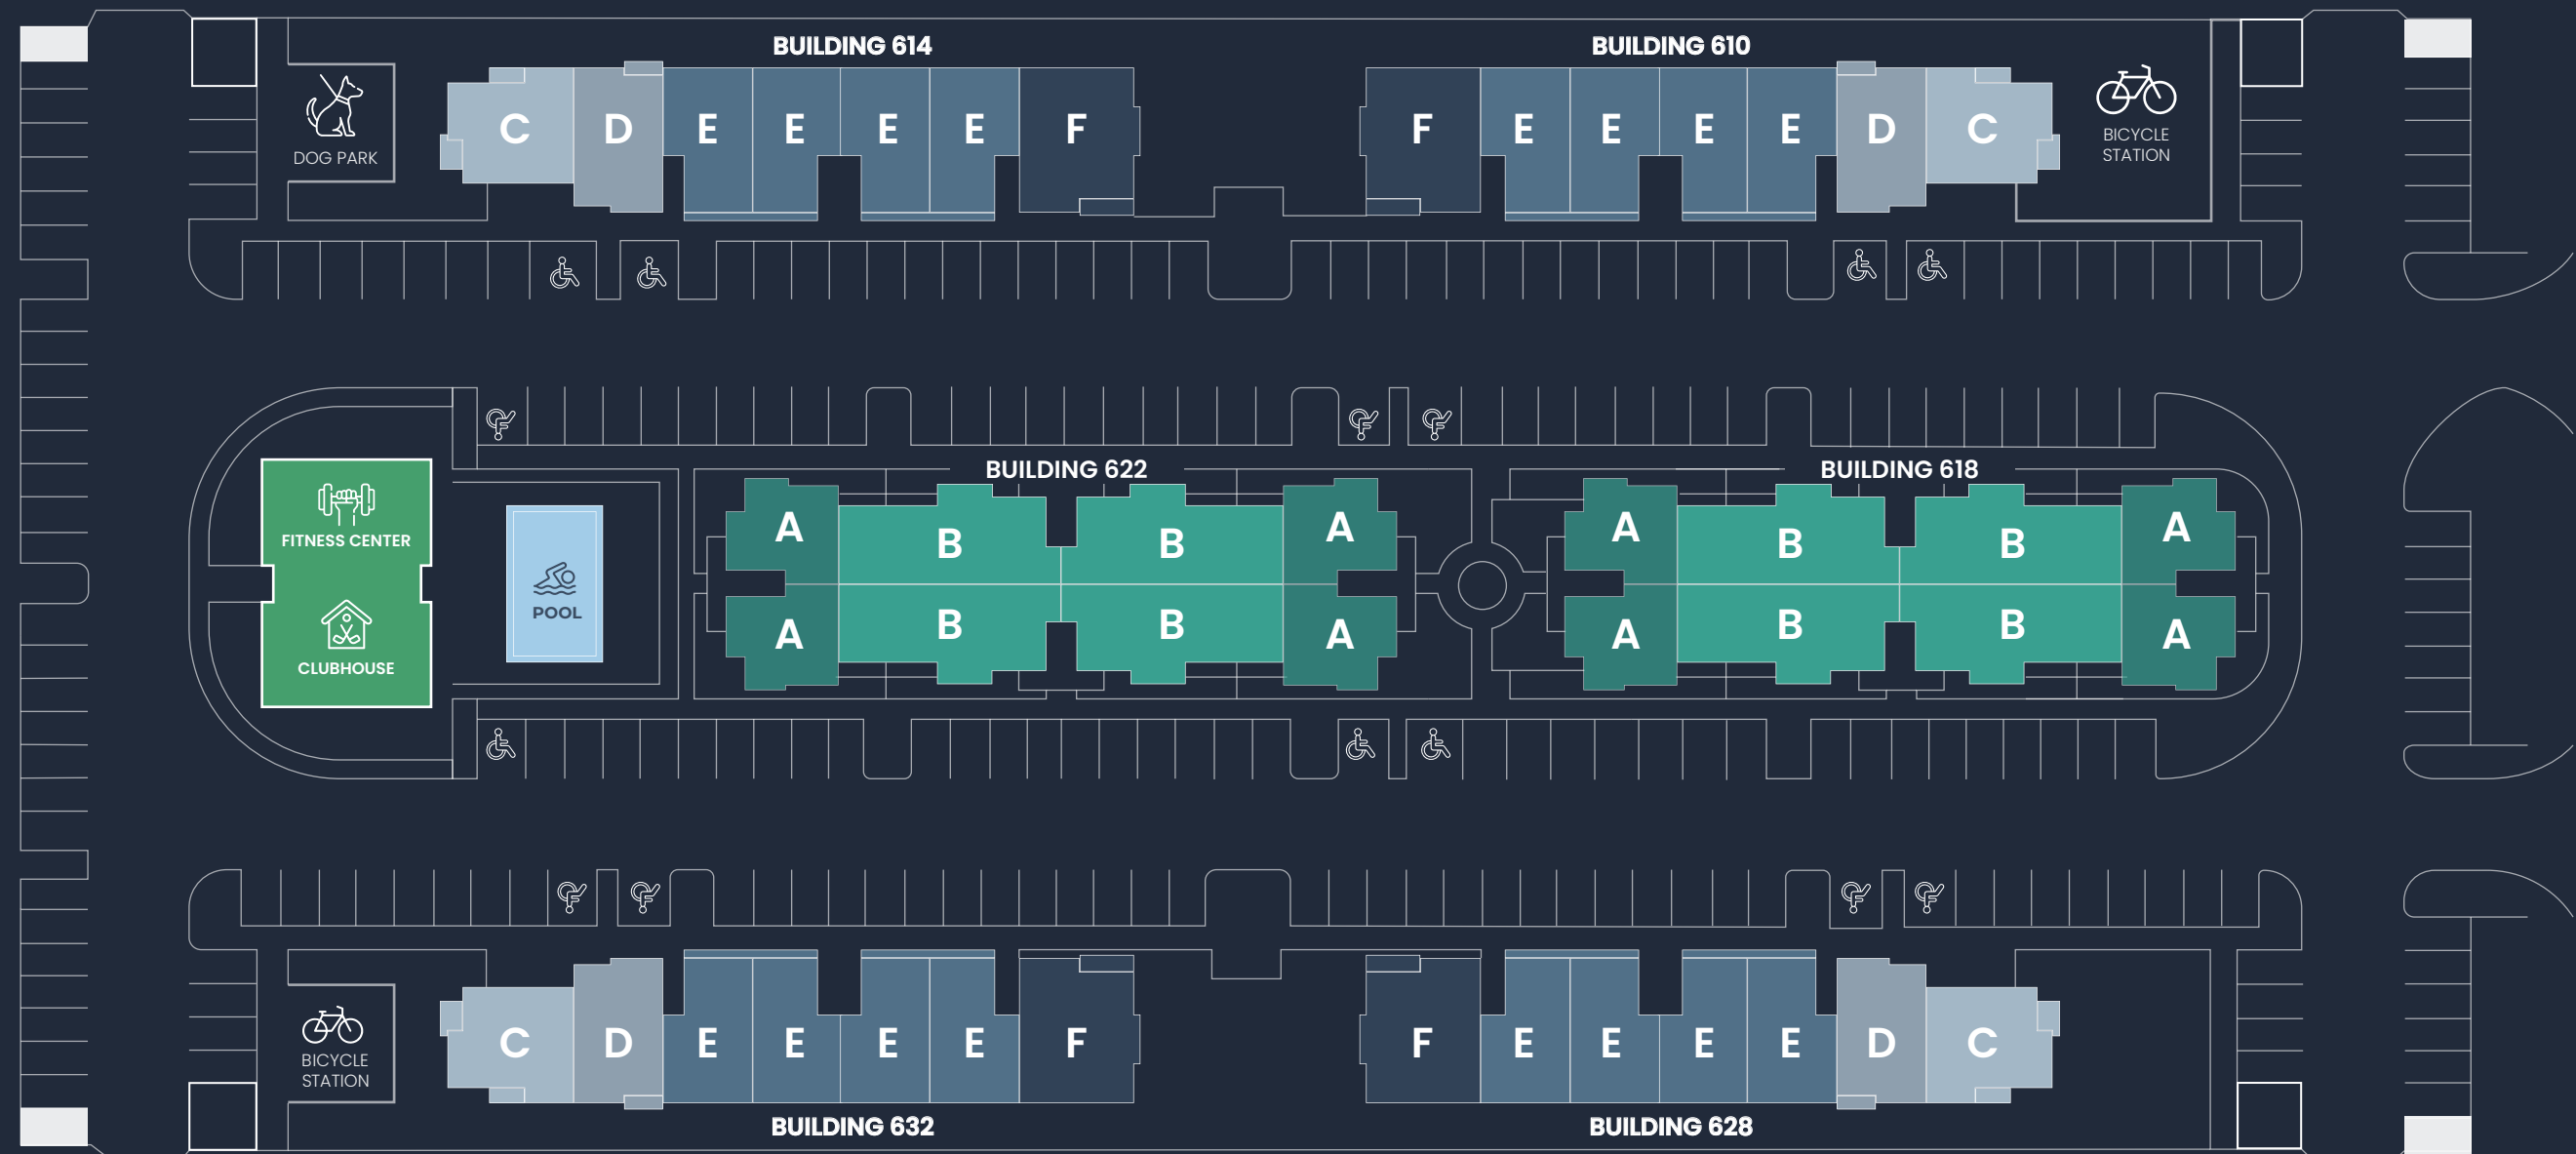 BUILDING 614
BUILDING 610
DOG PARK
C D E E E E F
F E E E E D C
BICYCLE
STATION
BUILDING 622
BUILDING 618
FITNESS CENTER
CLUBHOUSE
POOL
A B B A
A B B A
A B B A
A B B A
BICYCLE
STATION
C D E E E E F
F E E E E D C
BUILDING 632
BUILDING 628